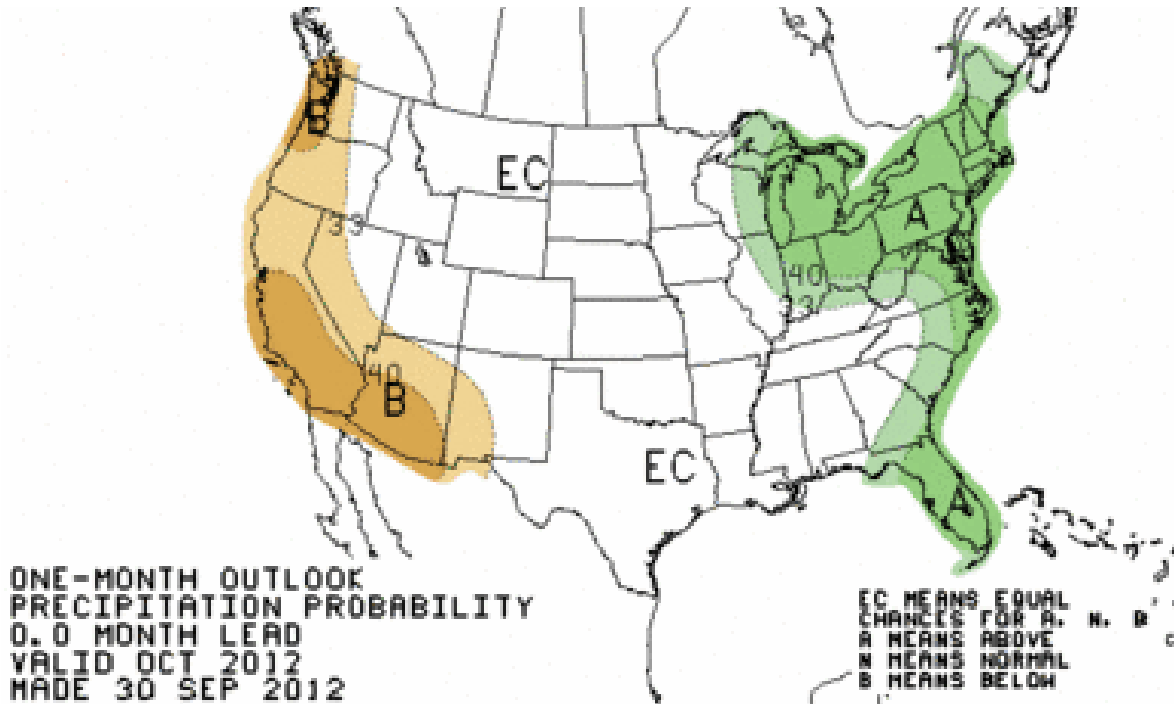 B
EC
33
A
40
40
B
EC
A
ONE-MONTH OUTLOOK
PRECIPITATION PROBABILITY
0.0 MONTH LEAD
VALID OCT 2012
MADE 30 SEP 2012
EC MEANS EQUAL
CHANCES FOR A, N, B
A MEANS ABOVE
N MEANS NORMAL
B MEANS BELOW